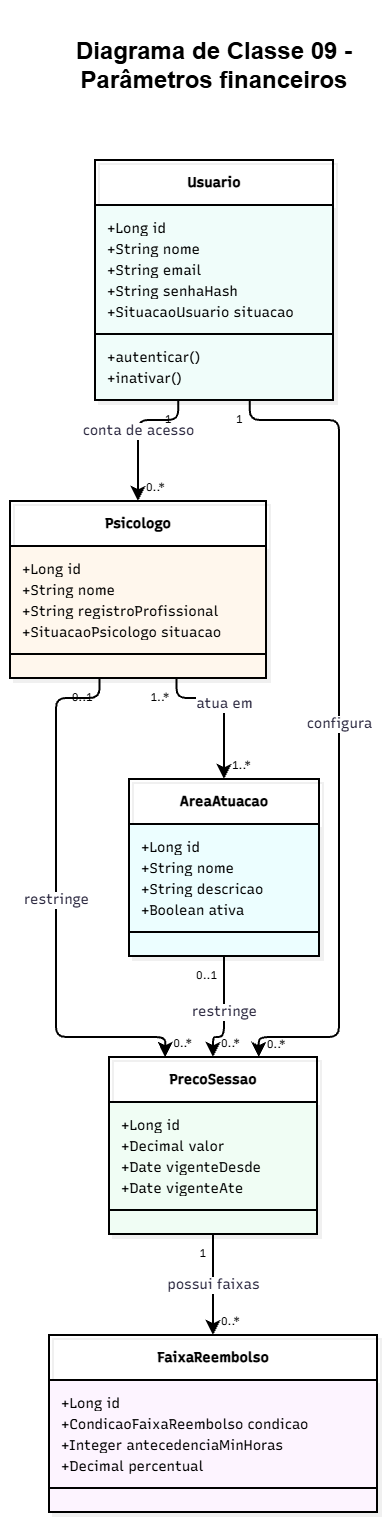 Diagrama de Classe 09 -
Parâmetros financeiros
Usuario
+Long id
+String nome
+String email
+String senhaHash
+SituacaoUsuario situacao
+autenticar()
+inativar()
1
1
conta de acesso
0..*
Psicologo
+Long id
+String nome
+String registroProfissional
+SituacaoPsicologo situacao
0..1
1..*
atua em
configura
1..*
AreaAtuacao
+Long id
+String nome
+String descricao
+Boolean ativa
restringe
0..1
restringe
0..*
0..*
0..*
PrecoSessao
+Long id
+Decimal valor
+Date vigenteDesde
+Date vigenteAte
1
possui faixas
0..*
FaixaReembolso
+Long id
+CondicaoFaixaReembolso condicao
+Integer antecedenciaMinHoras
+Decimal percentual